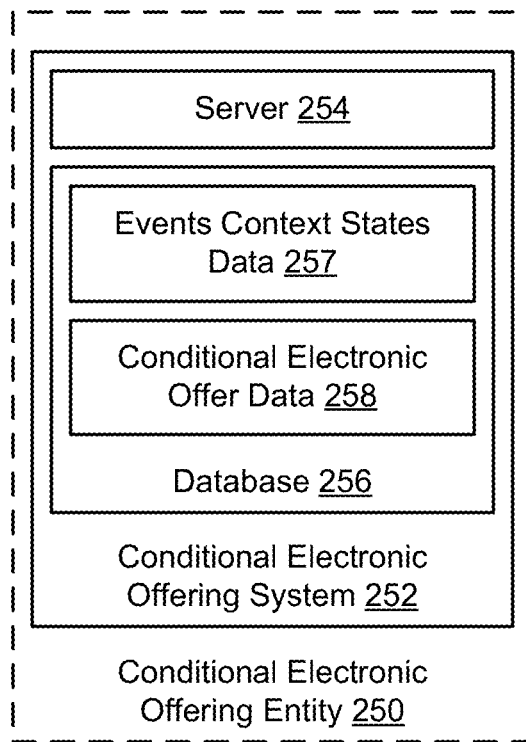 Server 254
Events Context States
Data 257
Conditional Electronic
Offer Data 258
Database 256
Conditional Electronic
Offering System 252
Conditional Electronic
Offering Entity 250